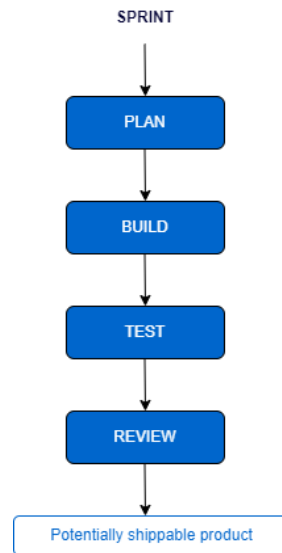 SPRINT
PLAN
BUILD
TEST
REVIEW
Potentially shippable product